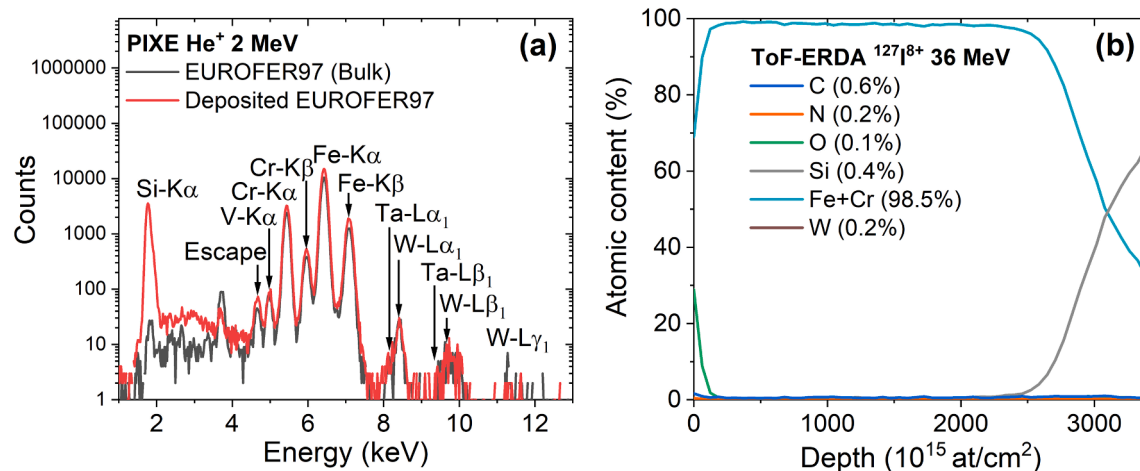 PIXE He⁺ 2 MeV
(a)
EUROFER97 (Bulk)
Deposited EUROFER97
1000000
100000
10000
1000
100
10
1
Counts
Si-Kα
Escape
V-Kα
Cr-Kα
Cr-Kβ
Fe-Kα
Fe-Kβ
Ta-Lα₁
W-Lα₁
Ta-Lβ₁
W-Lβ₁
W-Lγ₁
2 4 6 8 10 12
Energy (keV)
(b)
ToF-ERDA ¹²⁷I⁸⁺ 36 MeV
C (0.6%)
N (0.2%)
O (0.1%)
Si (0.4%)
Fe+Cr (98.5%)
W (0.2%)
100
80
60
40
20
0
Atomic content (%)
0 1000 2000 3000
Depth (10¹⁵ at/cm²)